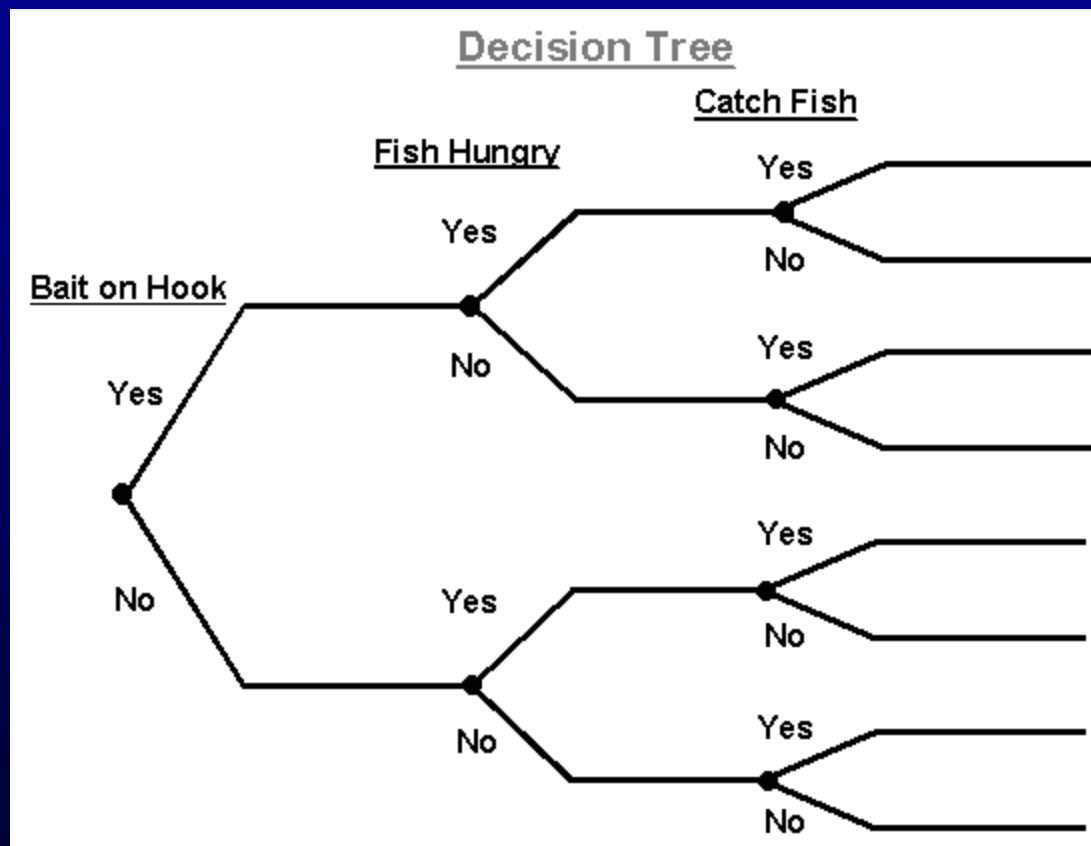 Decision Tree
Catch Fish
Fish Hungry
Yes
Yes
No
Bait on Hook
Yes
No
Yes
No
Yes
No
Yes
No
Yes
No
Yes
No